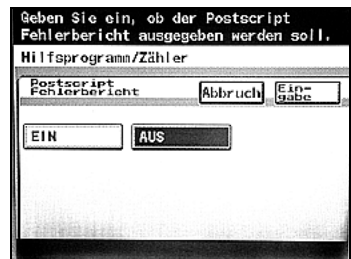 Geben Sie ein, ob der Postscript
Fehlerbericht ausgegeben werden soll.
Hilfsprogramm/Zähler
Postscript
Fehlerbericht
Abbruch
Ein-
gabe
EIN
AUS